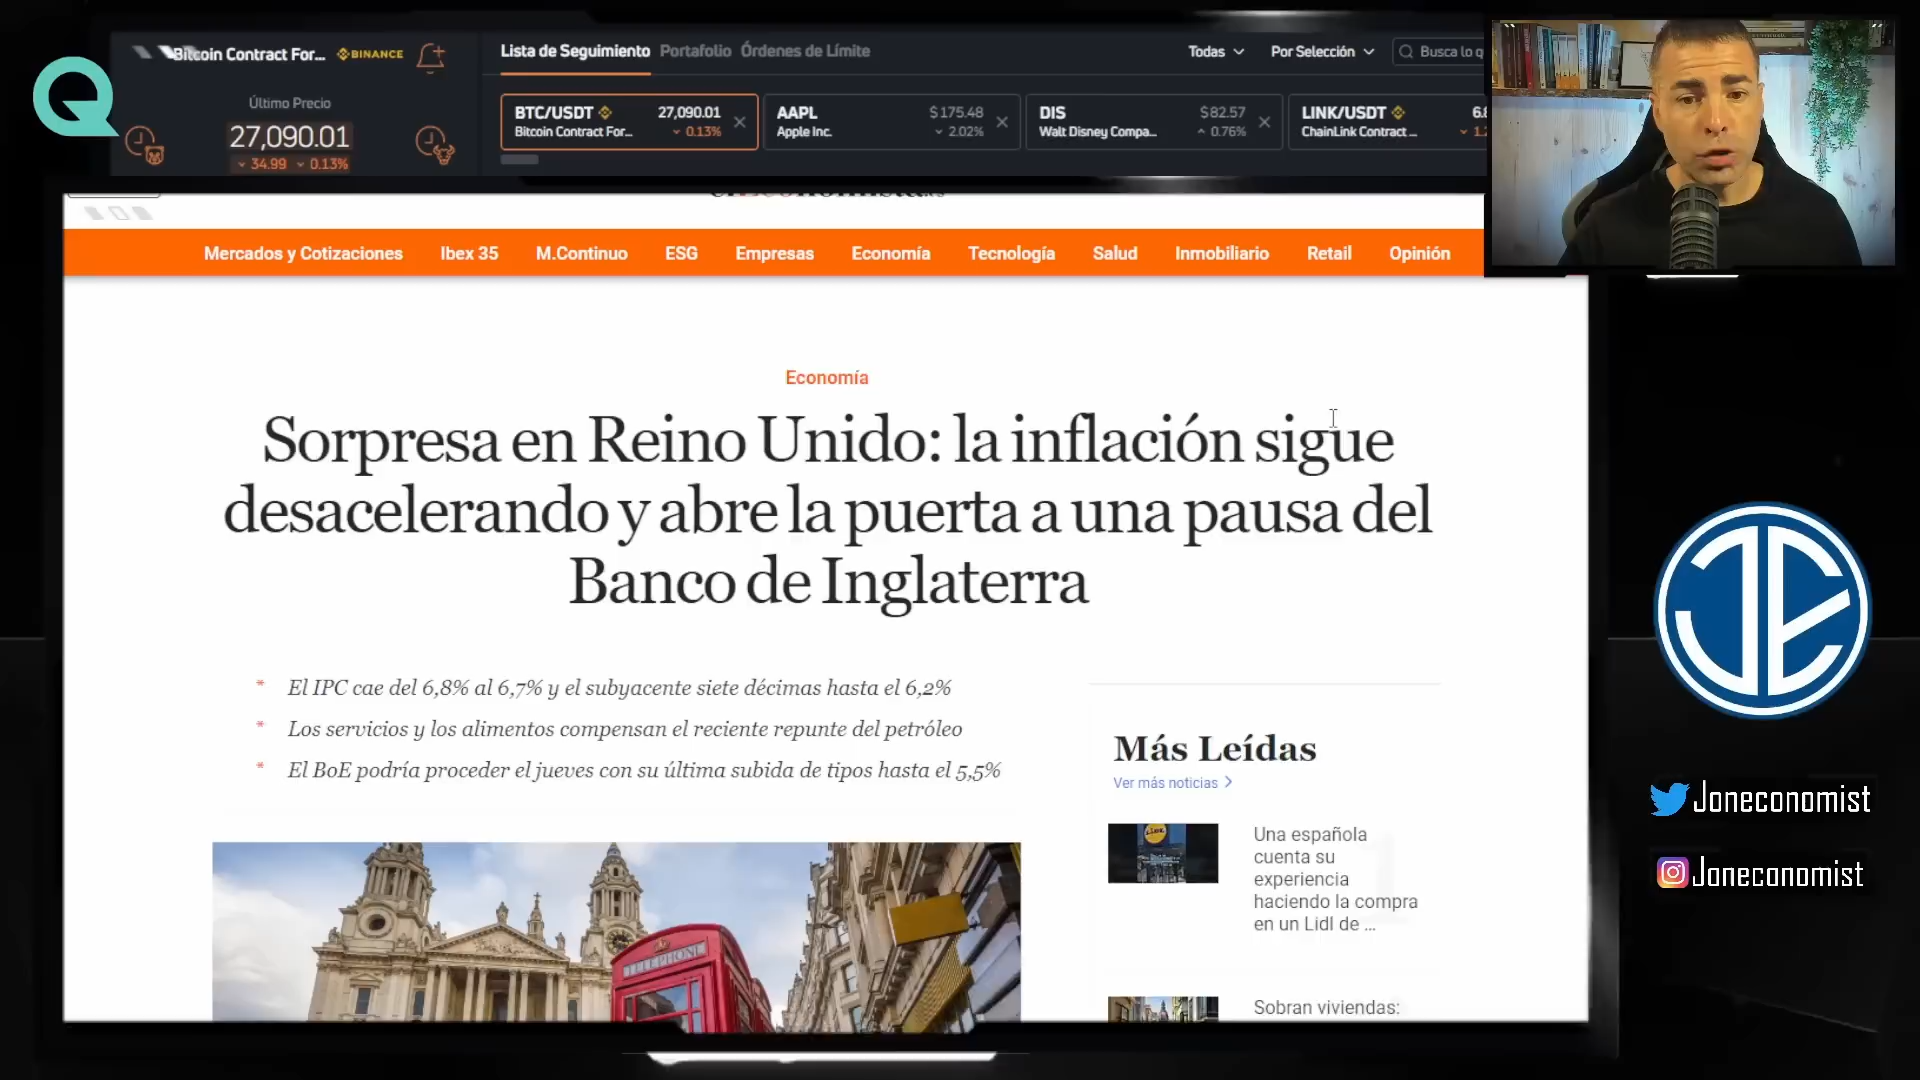 Bitcoin Contract For...
BINANCE
Último Precio
27,090.01
34.99 0.13%
Lista de Seguimiento Portafolio Órdenes de Límite
Todas
Por Selección
Busca lo q
BTC/USDT 27,090.01
Bitcoin Contract For... 0.13%
AAPL $175.48
Apple Inc. 2.02%
DIS $82.57
Walt Disney Compa... 0.76%
LINK/USDT 6.8
ChainLink Contract ... 1.2
Mercados y Cotizaciones Ibex 35 M.Continuo ESG Empresas Economía Tecnología Salud Inmobiliario Retail Opinión
Economía
Sorpresa en Reino Unido: la inflación sigue
desacelerando y abre la puerta a una pausa del
Banco de Inglaterra
* El IPC cae del 6,8% al 6,7% y el subyacente siete décimas hasta el 6,2%
* Los servicios y los alimentos compensan el reciente repunte del petróleo
* El BoE podría proceder el jueves con su última subida de tipos hasta el 5,5%
Más Leídas
Ver más noticias
Una española
cuenta su
experiencia
haciendo la compra
en un Lidl de ...
1
Sobran viviendas:
TELEPHONE
JE
Joneconomist
Joneconomist